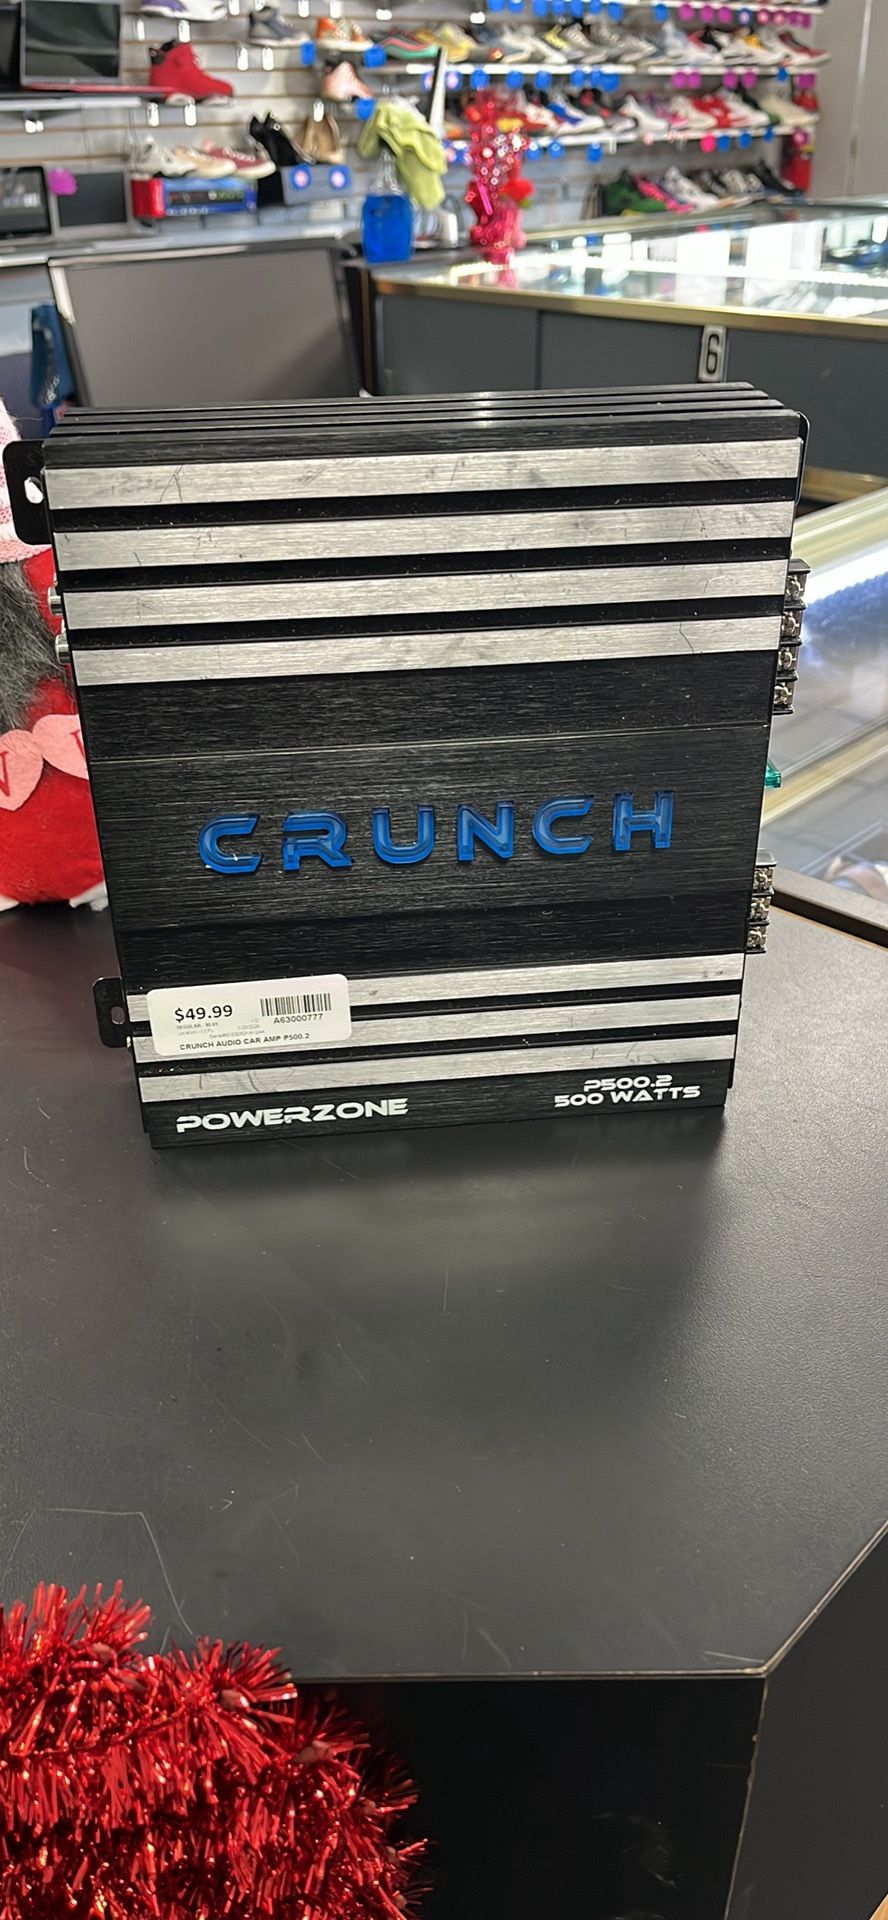 6
CRUNCH
$49.99
A63000777
CRUNCH AUDIO CAR AMP P500.2
POWERZONE
P500.2
500 WATTS
V